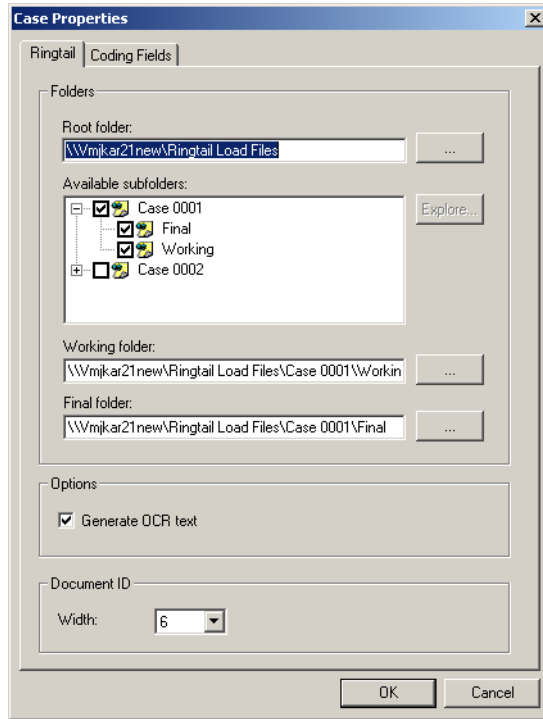 Case Properties
Ringtail Coding Fields
Folders
Root folder:
\\Vmjkar21new\Ringtail Load Files
...
Available subfolders:
Case 0001
Explore...
Final
Working
Case 0002
Working folder:
\\Vmjkar21new\Ringtail Load Files\Case 0001\Workin
...
Final folder:
\\Vmjkar21new\Ringtail Load Files\Case 0001\Final
...
Options
Generate OCR text
Document ID
Width: 6
OK Cancel